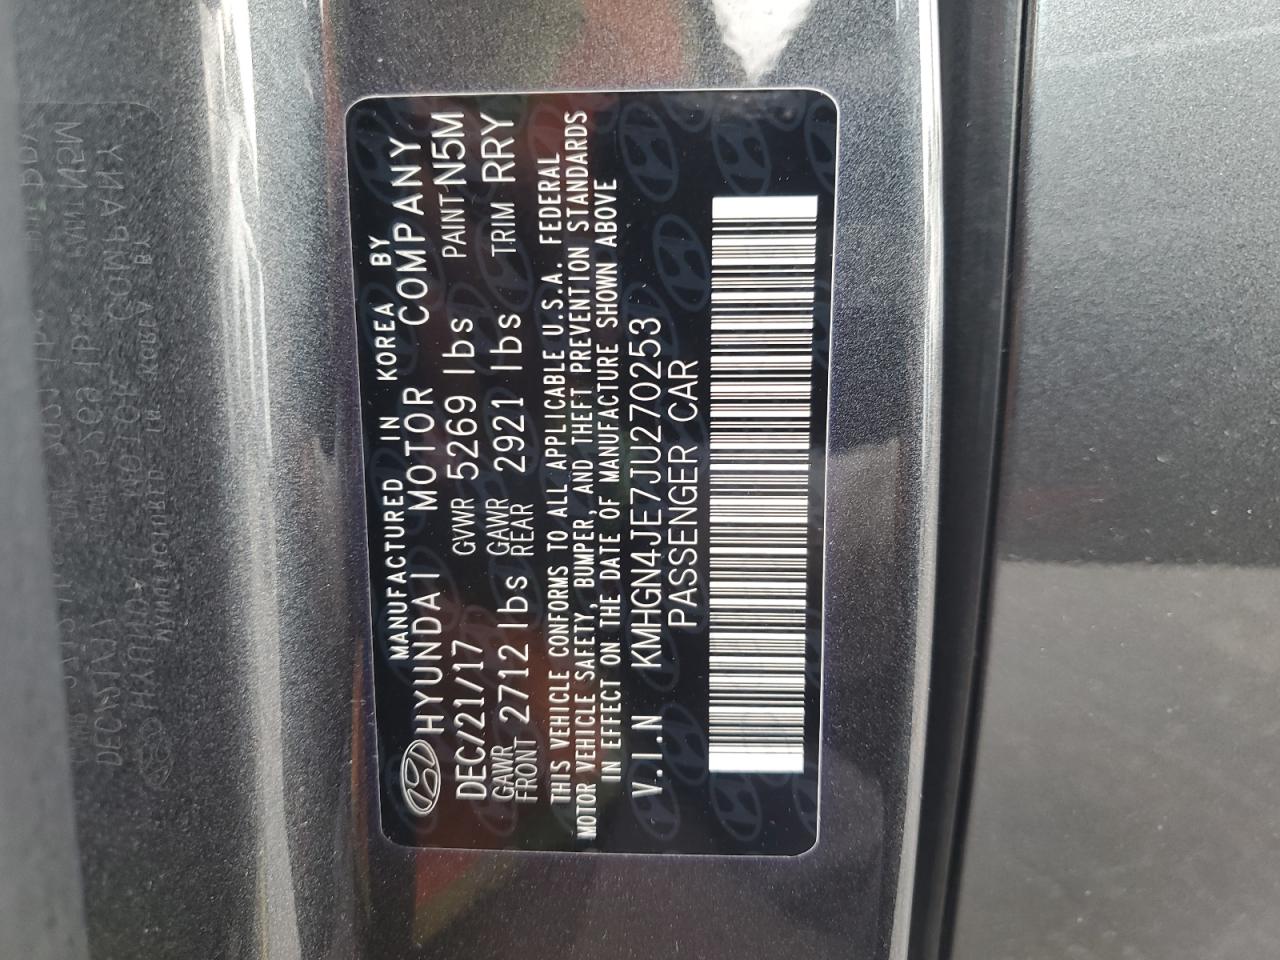 MANUFACTURED IN KOREA BY
HYUNDAI MOTOR COMPANY
DEC/21/17 GVWR 5269 lbs PAINT N5M
GAWR FRONT 2712 lbs GAWR REAR 2921 lbs TRIM RRY
THIS VEHICLE CONFORMS TO ALL APPLICABLE U.S.A. FEDERAL
MOTOR VEHICLE SAFETY, BUMPER, AND THEFT PREVENTION STANDARDS
IN EFFECT ON THE DATE OF MANUFACTURE SHOWN ABOVE
V.I.N KMHGN4JE7JU270253
PASSENGER CAR